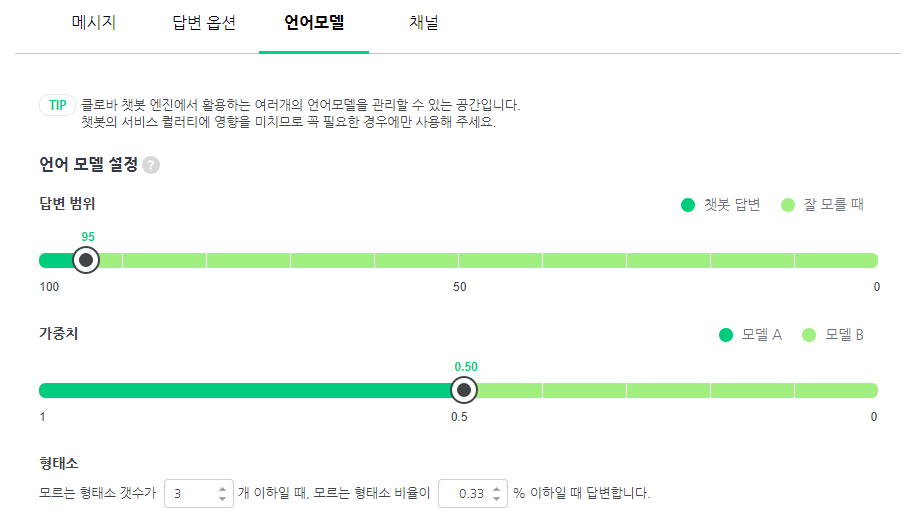 메시지 답변 옵션 언어모델 채널
TIP 클로바 챗봇 엔진에서 활용하는 여러개의 언어모델을 관리할 수 있는 공간입니다.
챗봇의 서비스 퀄러티에 영향을 미치므로 꼭 필요한 경우에만 사용해 주세요.
언어 모델 설정 ?
답변 범위 챗봇 답변 잘 모를 때
95
100 50 0
가중치 모델 A 모델 B
0.50
1 0.5 0
형태소
모르는 형태소 갯수가 3 개 이하일 때, 모르는 형태소 비율이 0.33 % 이하일 때 답변합니다.